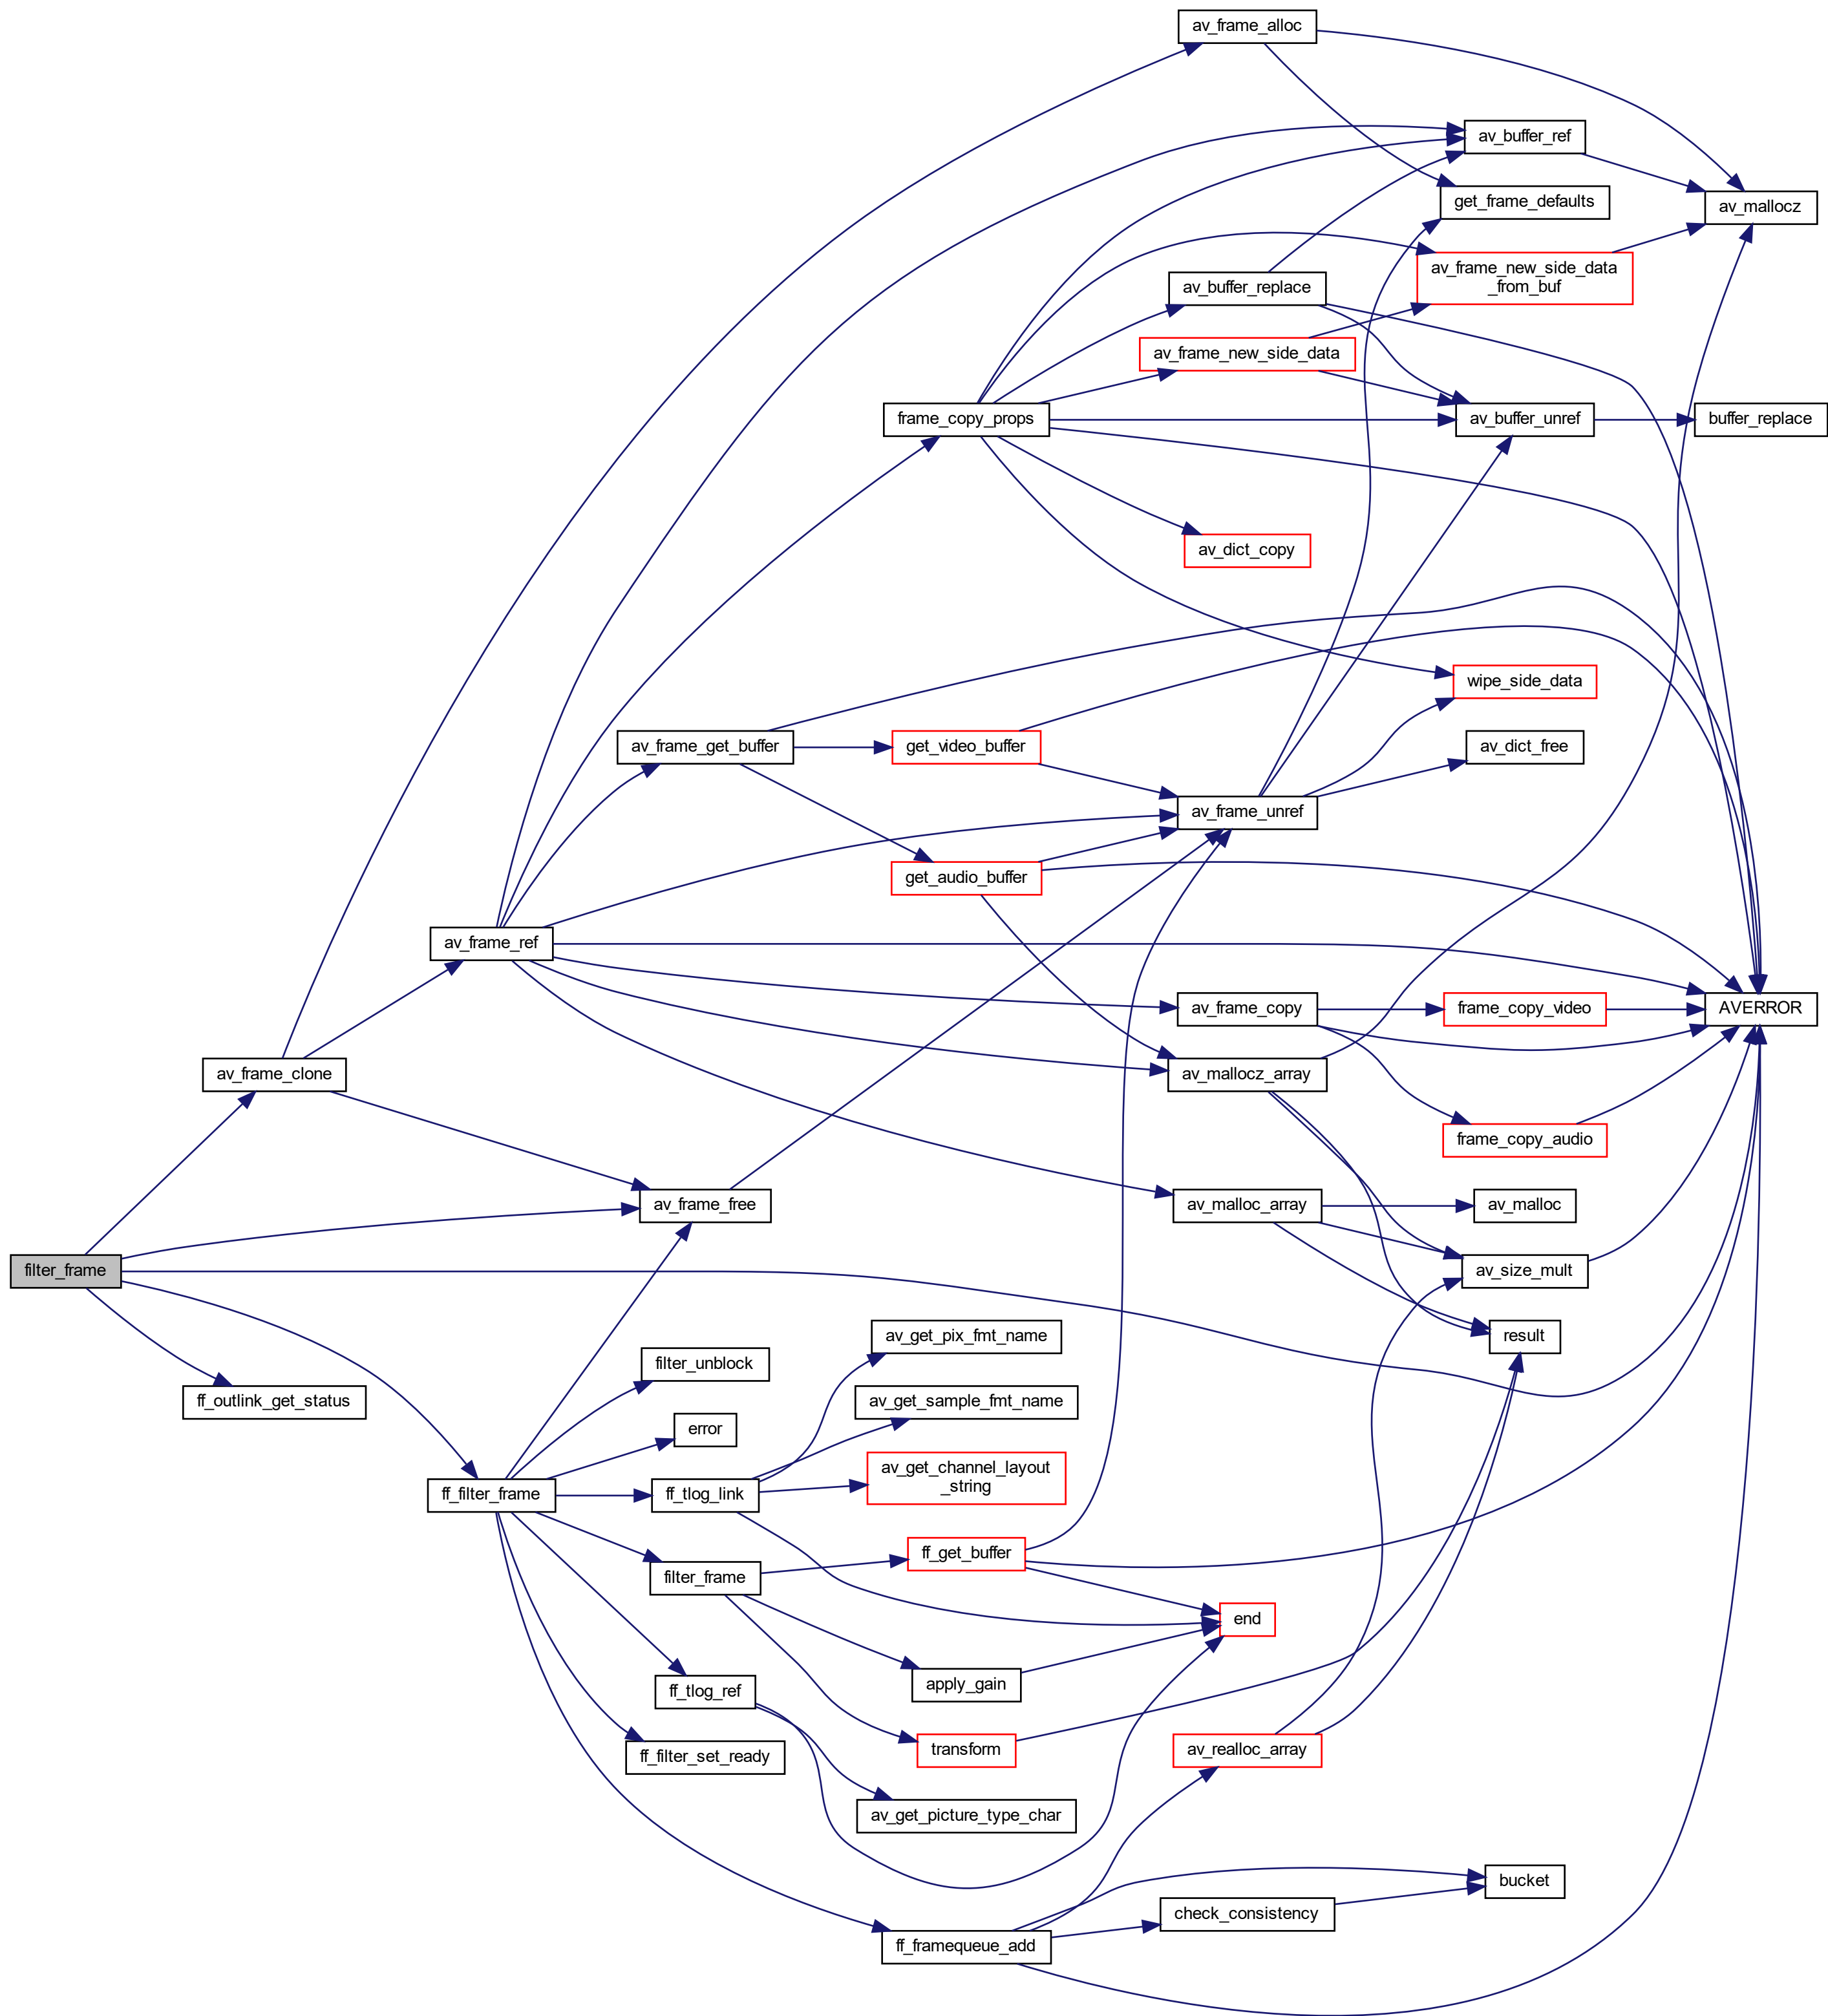 av_frame_alloc
av_buffer_ref
get_frame_defaults
av_mallocz
av_frame_new_side_data
_from_buf
av_buffer_replace
av_frame_new_side_data
frame_copy_props
av_buffer_unref
buffer_replace
av_dict_copy
wipe_side_data
av_frame_get_buffer
get_video_buffer
av_dict_free
av_frame_unref
get_audio_buffer
av_frame_ref
av_frame_copy
frame_copy_video
AVERROR
av_frame_clone
av_mallocz_array
frame_copy_audio
av_frame_free
av_malloc_array
av_malloc
filter_frame
av_size_mult
av_get_pix_fmt_name
result
filter_unblock
ff_outlink_get_status
av_get_sample_fmt_name
error
av_get_channel_layout
_string
ff_filter_frame
ff_tlog_link
ff_get_buffer
filter_frame
end
apply_gain
ff_tlog_ref
ff_filter_set_ready
transform
av_realloc_array
av_get_picture_type_char
bucket
check_consistency
ff_framequeue_add